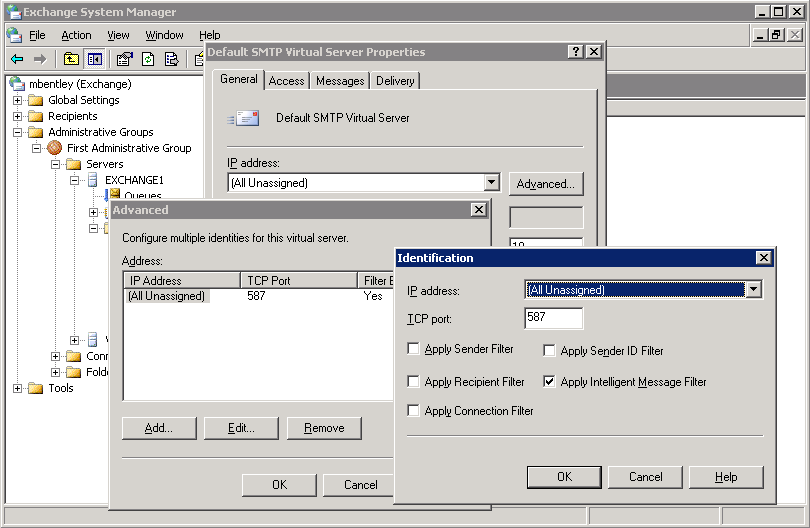 Exchange System Manager
File Action View Window Help
mbentley (Exchange)
Global Settings
Recipients
Administrative Groups
First Administrative Group
Servers
EXCHANGE1
Queues
Tools
Default SMTP Virtual Server Properties
General Access Messages Delivery
Default SMTP Virtual Server
IP address:
(All Unassigned)
Advanced...
Advanced
Configure multiple identities for this virtual server.
Address:
IP Address TCP Port Filter E
(All Unassigned) 587 Yes
Add... Edit... Remove
OK Cancel
Identification
IP address: (All Unassigned)
TCP port: 587
Apply Sender Filter Apply Sender ID Filter
Apply Recipient Filter Apply Intelligent Message Filter
Apply Connection Filter
OK Cancel Help